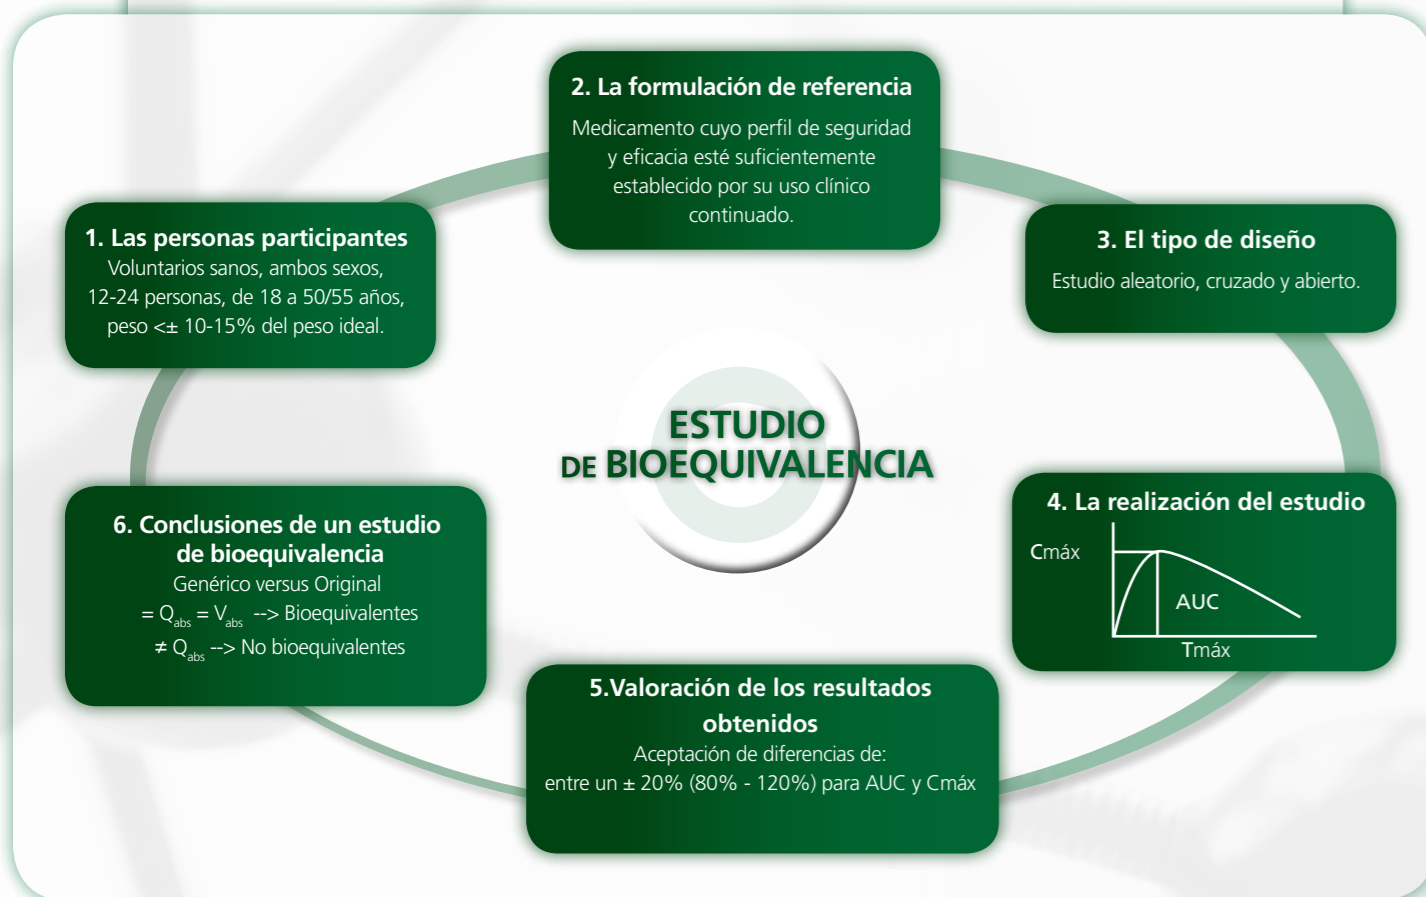 ESTUDIO
DE BIOEQUIVALENCIA
1. Las personas participantes
Voluntarios sanos, ambos sexos,
12-24 personas, de 18 a 50/55 años,
peso <± 10-15% del peso ideal.
2. La formulación de referencia
Medicamento cuyo perfil de seguridad
y eficacia esté suficientemente
establecido por su uso clínico
continuado.
3. El tipo de diseño
Estudio aleatorio, cruzado y abierto.
4. La realización del estudio
Cmáx
AUC
Tmáx
5.Valoración de los resultados
obtenidos
Aceptación de diferencias de:
entre un ± 20% (80% - 120%) para AUC y Cmáx
6. Conclusiones de un estudio
de bioequivalencia
Genérico versus Original
= Qabs = Vabs --> Bioequivalentes
≠ Qabs --> No bioequivalentes